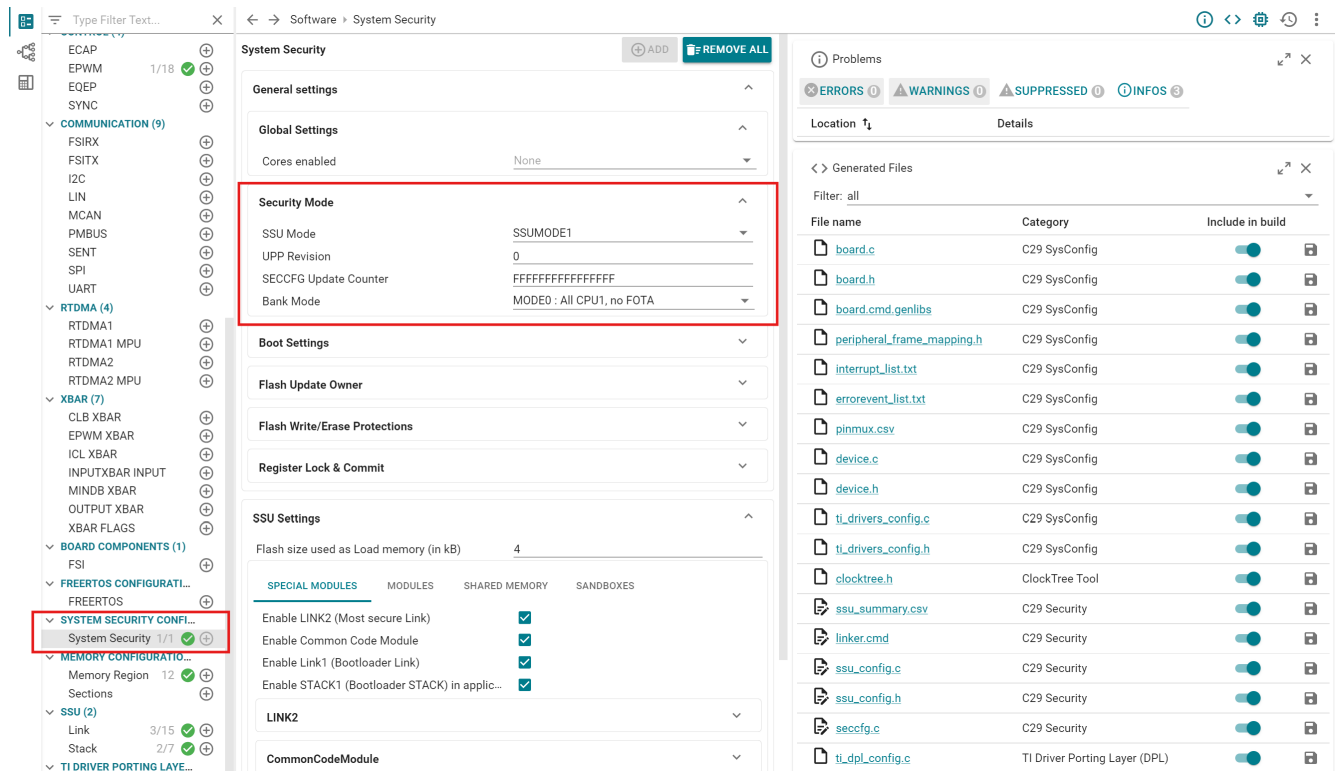 Type Filter Text...
ECAP
EPWM 1/18
EQEP
SYNC
COMMUNICATION (9)
FSIRX
FSITX
I2C
LIN
MCAN
PMBUS
SENT
SPI
UART
RTDMA (4)
RTDMA1
RTDMA1 MPU
RTDMA2
RTDMA2 MPU
XBAR (7)
CLB XBAR
EPWM XBAR
ICL XBAR
INPUTXBAR INPUT
MINDB XBAR
OUTPUT XBAR
XBAR FLAGS
BOARD COMPONENTS (1)
FSI
FREERTOS CONFIGURATI...
FREERTOS
SYSTEM SECURITY CONFI...
System Security 1/1
MEMORY CONFIGURATIO...
Memory Region 12
Sections
SSU (2)
Link 3/15
Stack 2/7
TI DRIVER PORTING LAYE...
Software System Security
System Security
ADD
REMOVE ALL
General settings
Global Settings
Cores enabled None
Security Mode
SSU Mode SSUMODE1
UPP Revision 0
SECCFG Update Counter FFFFFFFFFFFFFFFF
Bank Mode MODE0 : All CPU1, no FOTA
Boot Settings
Flash Update Owner
Flash Write/Erase Protections
Register Lock & Commit
SSU Settings
Flash size used as Load memory (in kB) 4
SPECIAL MODULES MODULES SHARED MEMORY SANDBOXES
Enable LINK2 (Most secure Link)
Enable Common Code Module
Enable Link1 (Bootloader Link)
Enable STACK1 (Bootloader STACK) in applic...
LINK2
CommonCodeModule
Problems
ERRORS 0 WARNINGS 0 SUPPRESSED 0 INFOS 3
Location Details
Generated Files
Filter: all
File name Category Include in build
board.c C29 SysConfig
board.h C29 SysConfig
board.cmd.genlibs C29 SysConfig
peripheral_frame_mapping.h C29 SysConfig
interrupt_list.txt C29 SysConfig
errorevent_list.txt C29 SysConfig
pinmux.csv C29 SysConfig
device.c C29 SysConfig
device.h C29 SysConfig
ti_drivers_config.c C29 SysConfig
ti_drivers_config.h C29 SysConfig
clocktree.h ClockTree Tool
ssu_summary.csv C29 Security
linker.cmd C29 Security
ssu_config.c C29 Security
ssu_config.h C29 Security
seccfg.c C29 Security
ti_dpl_config.c TI Driver Porting Layer (DPL)